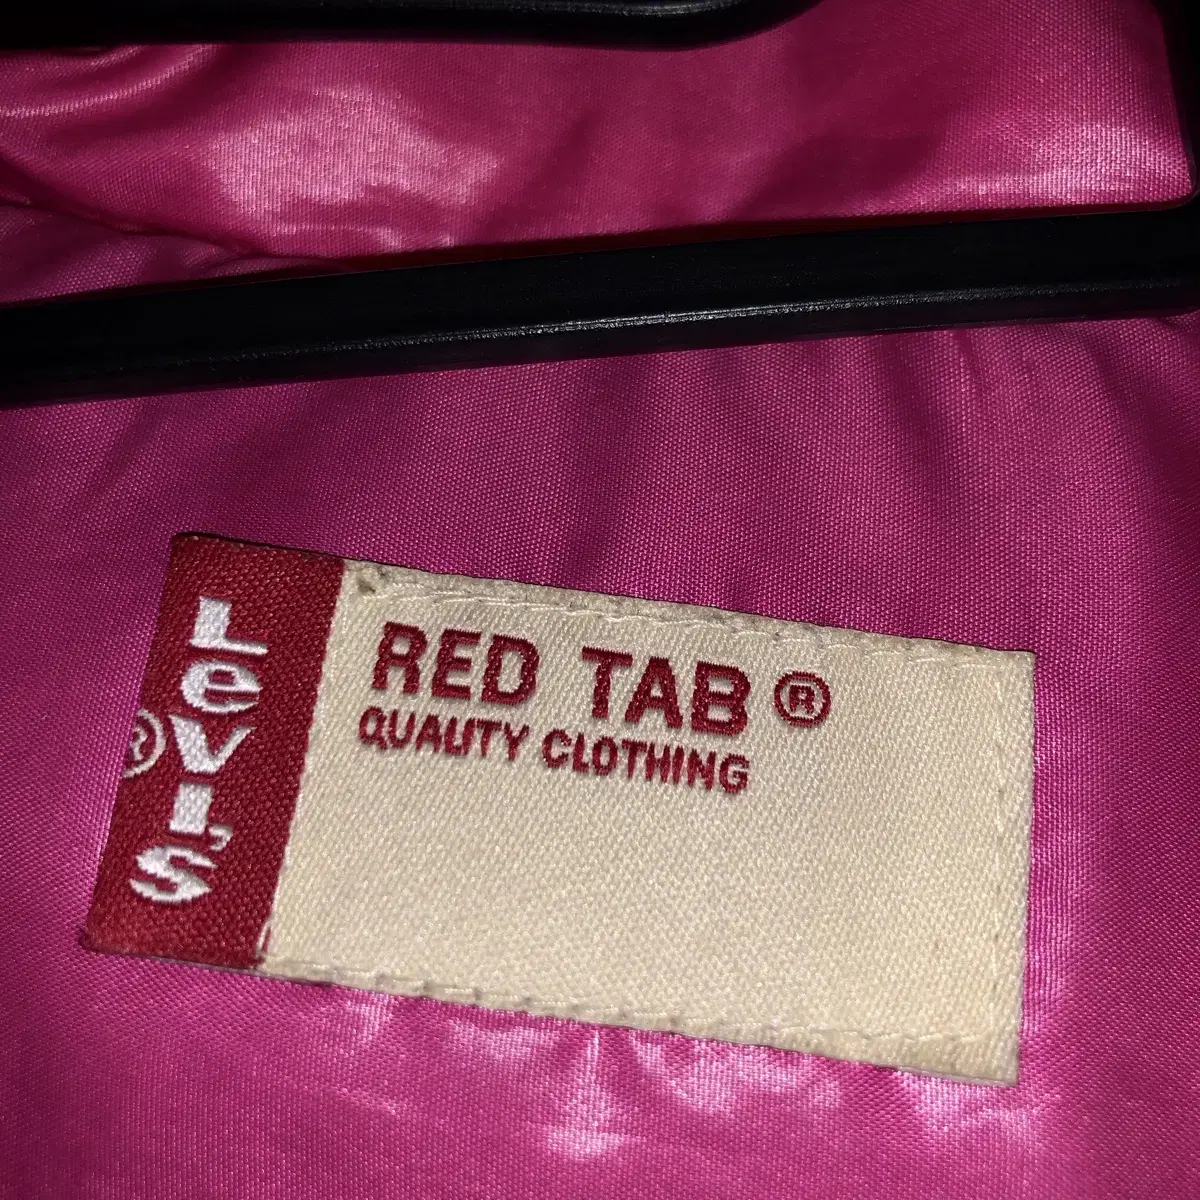 LEVI'S ®
RED TAB ®
QUALITY CLOTHING